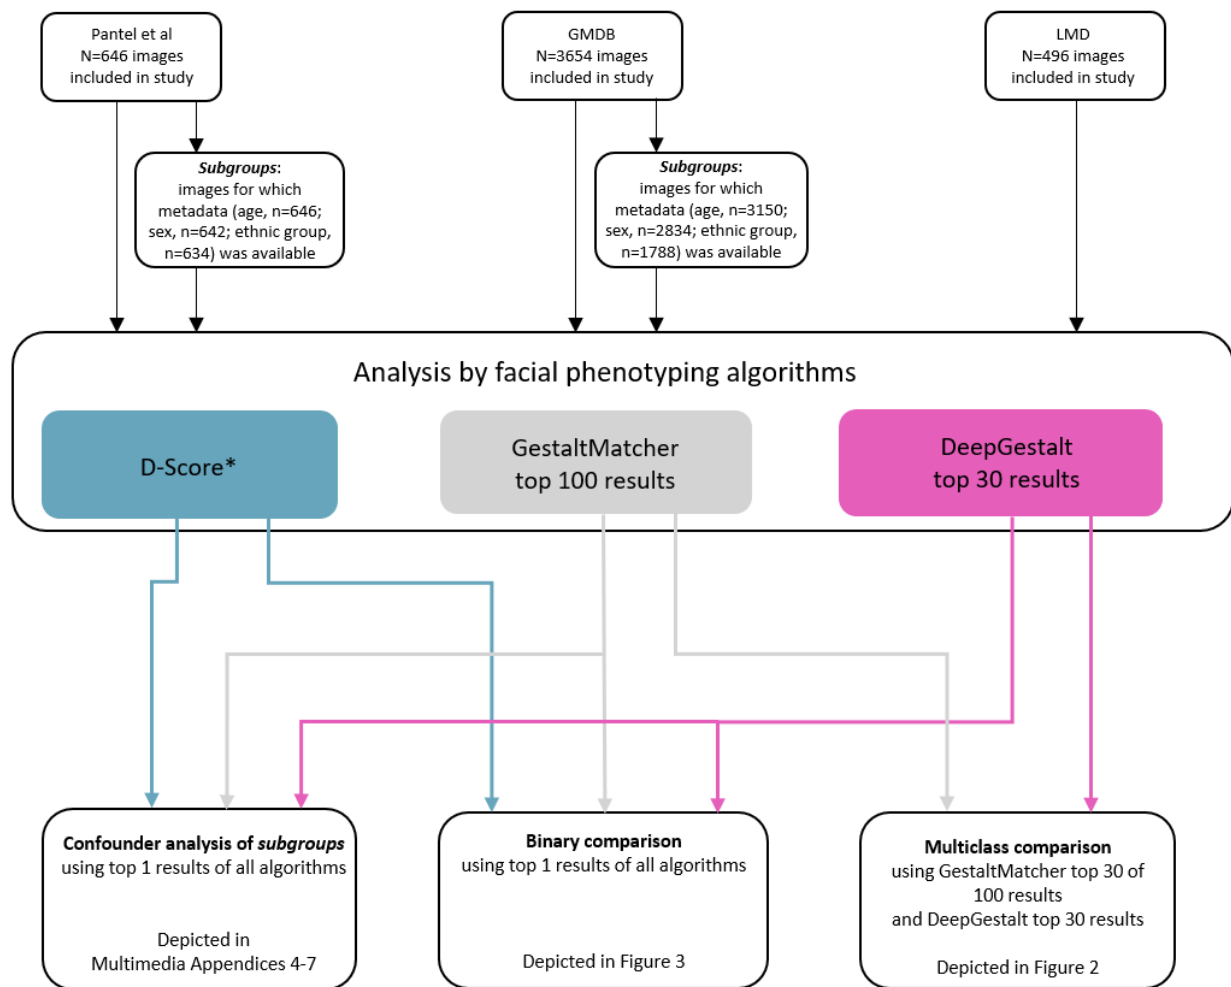 Pantel et al
N=646 images
included in study
GMDB
N=3654 images
included in study
LMD
N=496 images
included in study
Subgroups:
images for which
metadata (age, n=646;
sex, n=642; ethnic group,
n=634) was available
Subgroups:
images for which
metadata (age, n=3150;
sex, n=2834; ethnic group,
n=1788) was available
Analysis by facial phenotyping algorithms
D-Score*
GestaltMatcher
top 100 results
DeepGestalt
top 30 results
Confounder analysis of subgroups
using top 1 results of all algorithms
Depicted in
Multimedia Appendices 4-7
Binary comparison
using top 1 results of all algorithms
Depicted in Figure 3
Multiclass comparison
using GestaltMatcher top 30 of
100 results
and DeepGestalt top 30 results
Depicted in Figure 2